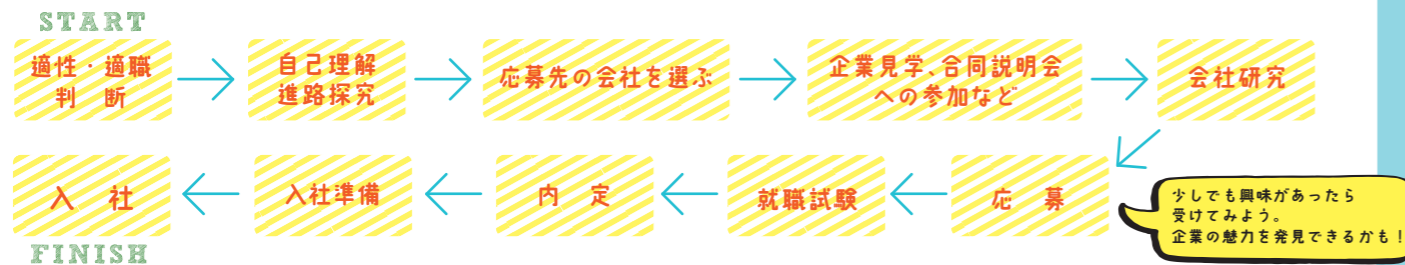 START
適性・適職
判 断
自己理解
進路探究
応募先の会社を選ぶ
企業見学、合同説明会
への参加など
会社研究
応 募
就職試験
内 定
入社準備
入 社
FINISH
少しでも興味があったら
受けてみよう。
企業の魅力を発見できるかも!